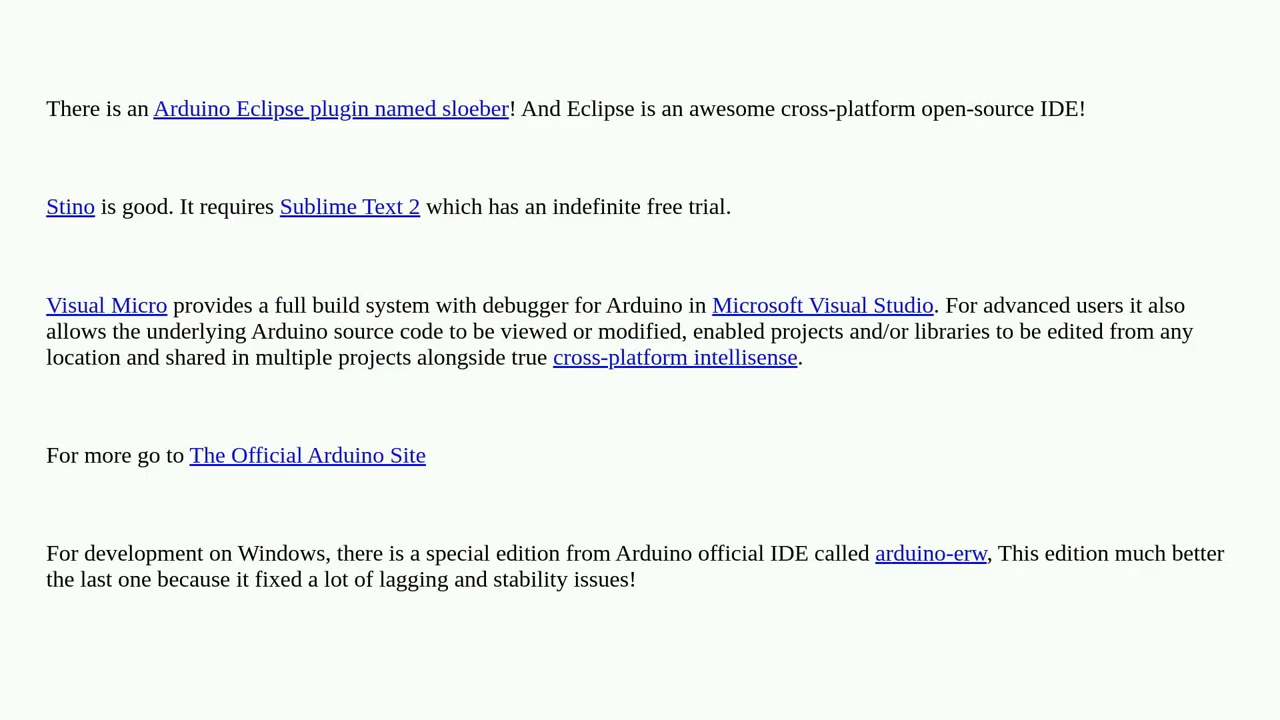 There is an Arduino Eclipse plugin named sloeber! And Eclipse is an awesome cross-platform open-source IDE!
Stino is good. It requires Sublime Text 2 which has an indefinite free trial.
Visual Micro provides a full build system with debugger for Arduino in Microsoft Visual Studio. For advanced users it also
allows the underlying Arduino source code to be viewed or modified, enabled projects and/or libraries to be edited from any
location and shared in multiple projects alongside true cross-platform intellisense.
For more go to The Official Arduino Site
For development on Windows, there is a special edition from Arduino official IDE called arduino-erw, This edition much better
the last one because it fixed a lot of lagging and stability issues!